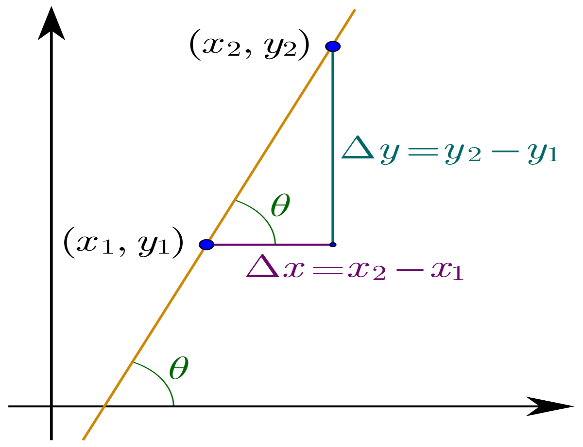 (x₂, y₂)
Δy=y₂−y₁
θ
(x₁, y₁)
Δx=x₂−x₁
θ